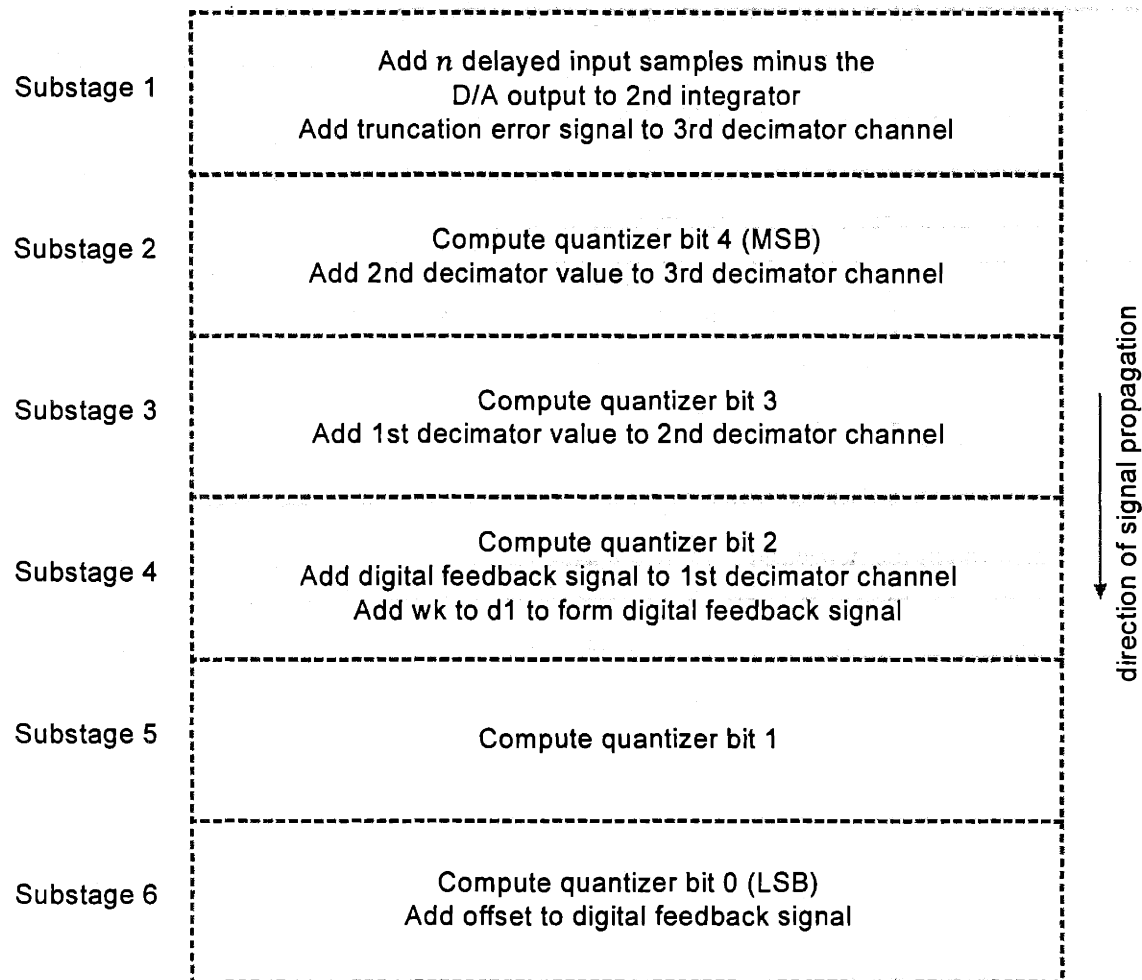 Substage 1
Add n delayed input samples minus the
D/A output to 2nd integrator
Add truncation error signal to 3rd decimator channel
Substage 2
Compute quantizer bit 4 (MSB)
Add 2nd decimator value to 3rd decimator channel
Substage 3
Compute quantizer bit 3
Add 1st decimator value to 2nd decimator channel
Substage 4
Compute quantizer bit 2
Add digital feedback signal to 1st decimator channel
Add wk to d1 to form digital feedback signal
Substage 5
Compute quantizer bit 1
Substage 6
Compute quantizer bit 0 (LSB)
Add offset to digital feedback signal
direction of signal propagation